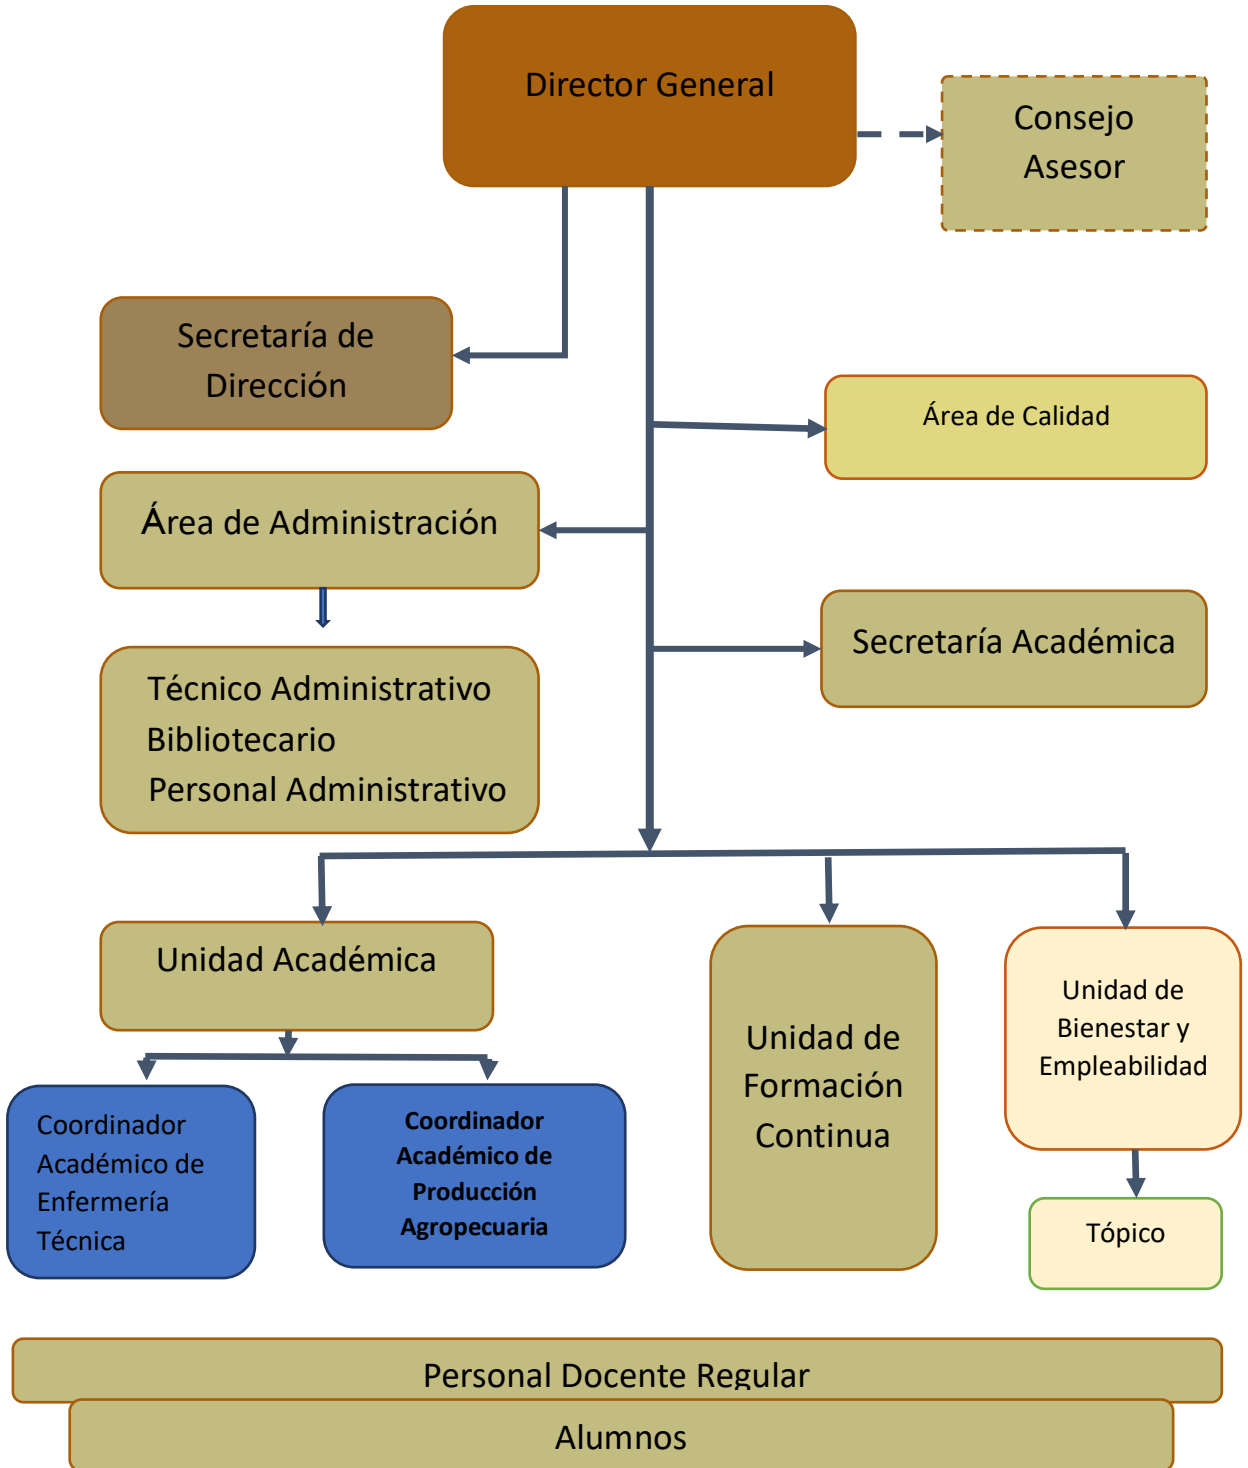 Director General
Consejo
Asesor
Secretaría de
Dirección
Área de Calidad
Área de Administración
Secretaría Académica
Técnico Administrativo
Bibliotecario
Personal Administrativo
Unidad Académica
Unidad de
Formación
Continua
Unidad de
Bienestar y
Empleabilidad
Coordinador
Académico de
Enfermería
Técnica
Coordinador
Académico de
Producción
Agropecuaria
Tópico
Personal Docente Regular
Alumnos